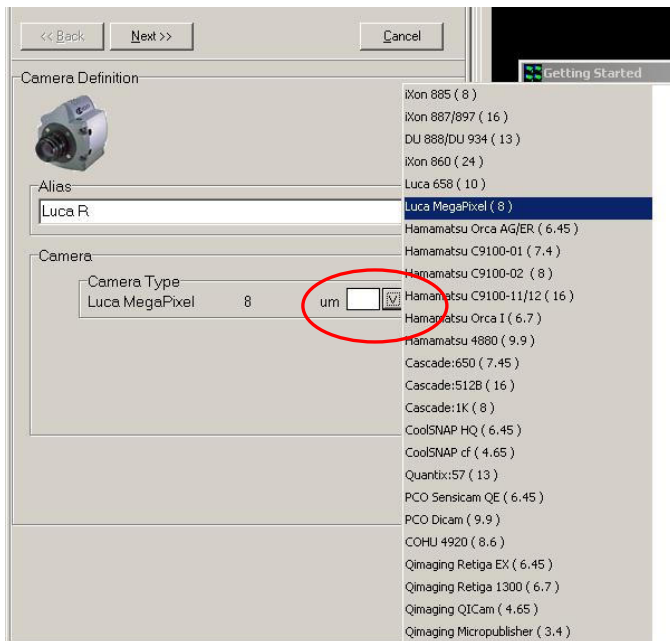 << Back
Next >>
Cancel
Getting Started
Camera Definition
Alias
Luca R
Camera
Camera Type
Luca MegaPixel 8 um
iXon 885 ( 8 )
iXon 887/897 ( 16 )
DU 888/DU 934 ( 13 )
iXon 860 ( 24 )
Luca 658 ( 10 )
Luca MegaPixel ( 8 )
Hamamatsu Orca AG/ER ( 6.45 )
Hamamatsu C9100-01 ( 7.4 )
Hamamatsu C9100-02 ( 8 )
Hamamatsu C9100-11/12 ( 16 )
Hamamatsu Orca I ( 6.7 )
Hamamatsu 4880 ( 9.9 )
Cascade:650 ( 7.45 )
Cascade:512B ( 16 )
Cascade:1K ( 8 )
CoolSNAP HQ ( 6.45 )
CoolSNAP cf ( 4.65 )
Quantix:57 ( 13 )
PCO Sensicam QE ( 6.45 )
PCO Dicam ( 9.9 )
COHU 4920 ( 8.6 )
Qimaging Retiga EX ( 6.45 )
Qimaging Retiga 1300 ( 6.7 )
Qimaging QICam ( 4.65 )
Qimaging Micropublisher ( 3.4 )